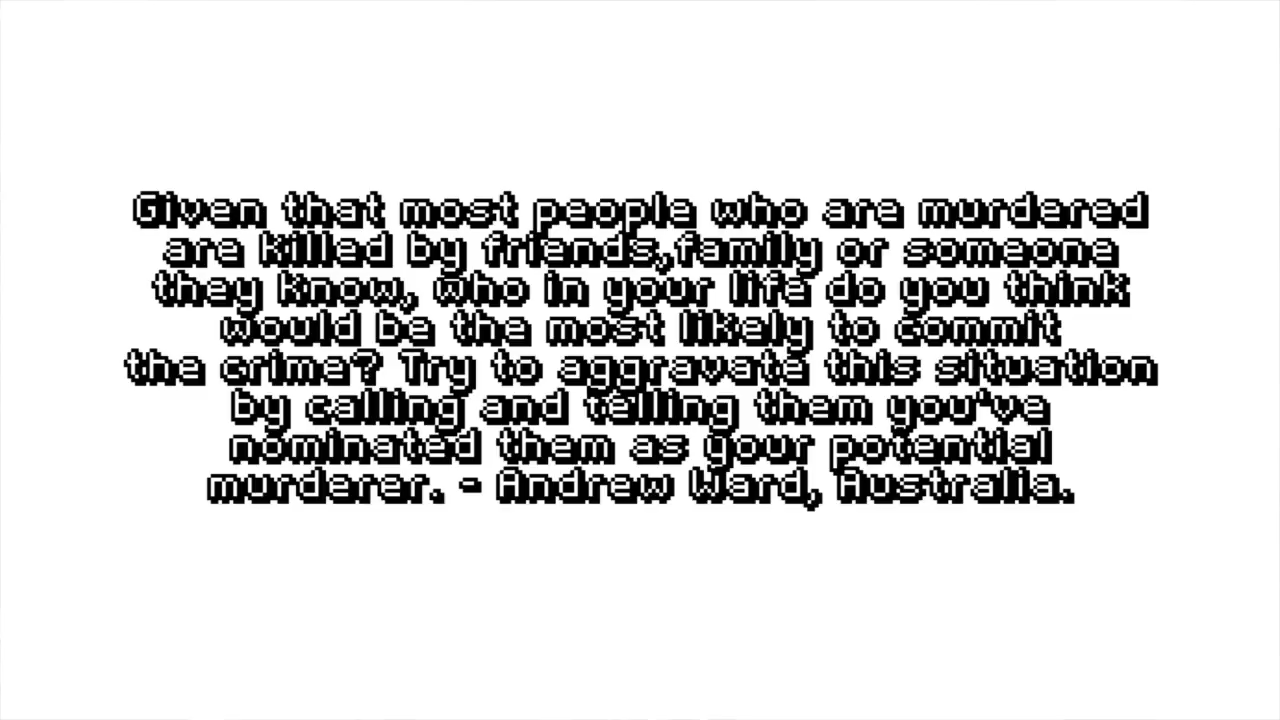 Given that most people who are murdered
are killed by friends,family or someone
they know, who in your life do you think
would be the most likely to commit
the crime? Try to aggravate this situation
by calling and telling them you've
nominated them as your potential
murderer. - Andrew Ward, Australia.